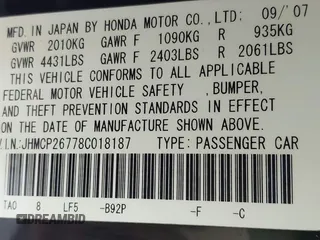 MFD. IN JAPAN BY HONDA MOTOR CO.,LTD: 09/'07
GVWR 2010KG GAWR F 1090KG R 935KG
GVWR 4431LBS GAWR F 2403LBS R 2061LBS
THIS VEHICLE CONFORMS TO ALL APPLICABLE
FEDERAL MOTOR VEHICLE SAFETY ,BUMPER,
AND THEFT PREVENTION STANDARDS IN EFFECT
ON THE DATE OF MANUFACTURE SHOWN ABOVE.
V.I.N.:JHMCP26778C018187 TYPE: PASSENGER CAR
TA0 8 LF5 -B92P -F -C
DREAMBID